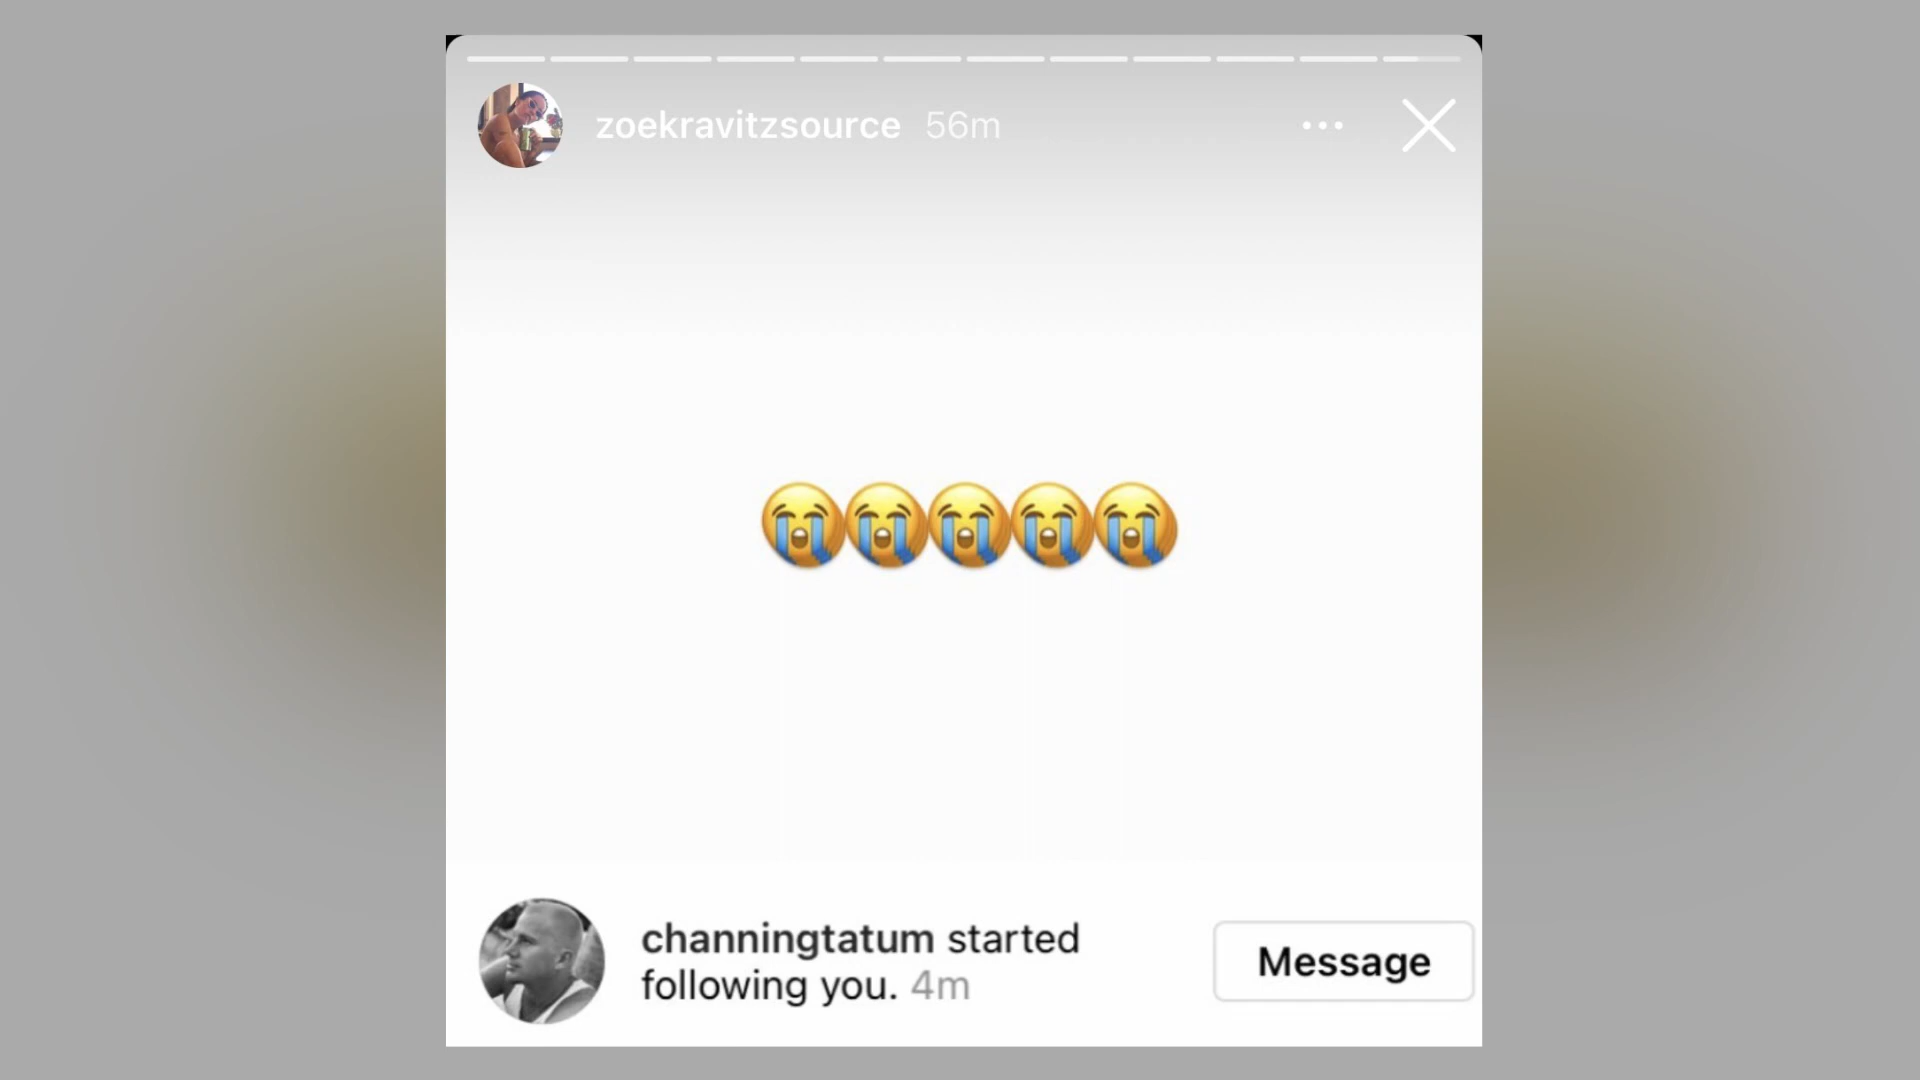 zoekravitzsource 56m
😭😭😭😭😭
channingtatum started
following you. 4m
Message